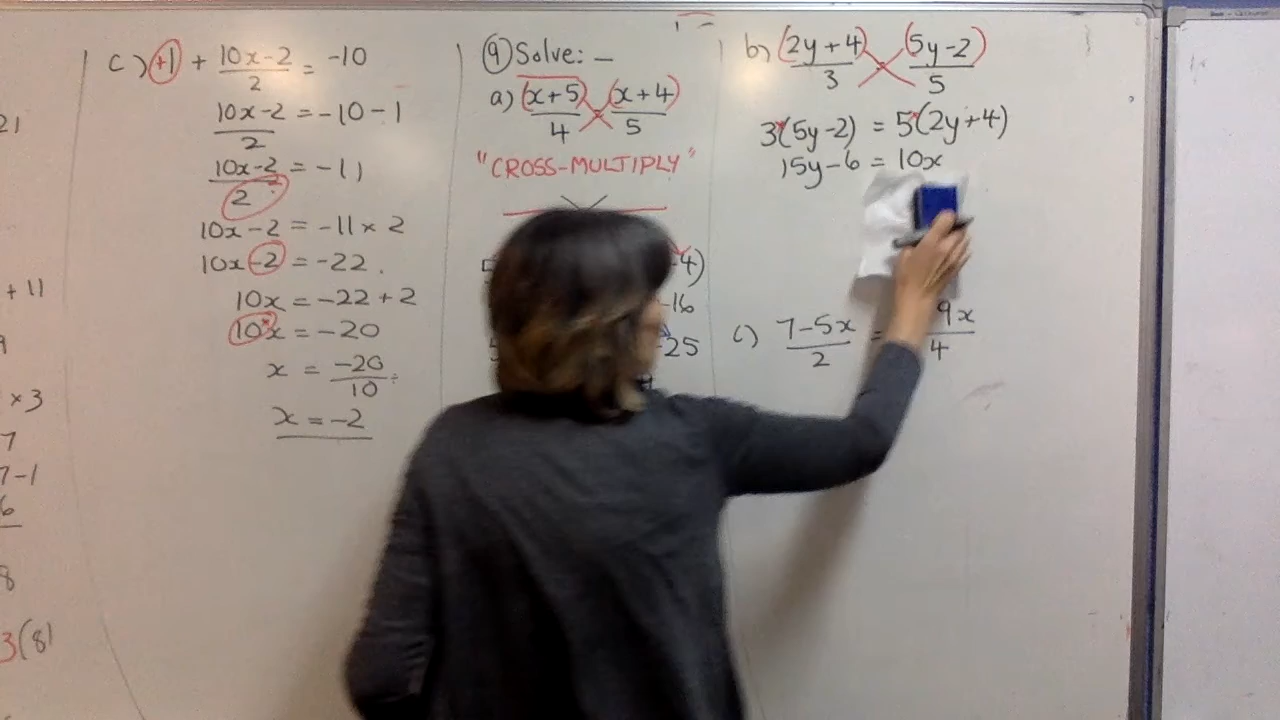 21
+ 11
9
× 3
7
7-1
6
8
3(8)
c) +1 + 10x-2/2 = -10
10x-2/2 = -10-1
10x-2/2 = -11
10x-2 = -11 × 2
10x-2 = -22.
10x = -22+2
10x = -20
x = -20/10
x = -2
⑨ Solve: —
a) (x+5)/4 = (x+4)/5
"CROSS-MULTIPLY"
4)
-16
25
b) (2y+4)/3 = (5y-2)/5
3(5y-2) = 5(2y+4)
15y-6 = 10x
c) 7-5x/2 = 9x/4